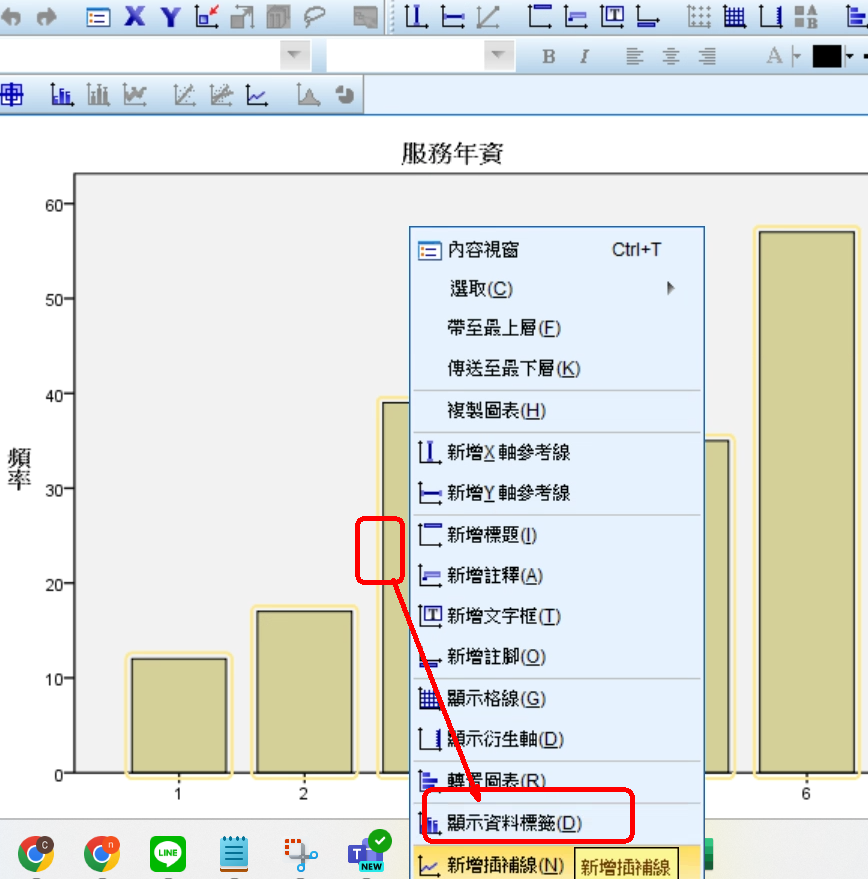 X Y
T
A
B
B I A
服務年資
60
50
40
30
20
10
0
頻率
1
2
6
內容視窗 Ctrl+T
選取(C)
帶至最上層(F)
傳送至最下層(K)
複製圖表(H)
新增X 軸參考線
新增Y 軸參考線
新增標題(I)
新增註釋(A)
T 新增文字框(T)
新增註腳(O)
顯示格線(G)
顯示衍生軸(D)
轉置圖表(R)
顯示資料標籤(D)
新增插補線(N)
新增插補線
C
n
LINE
T
NEW